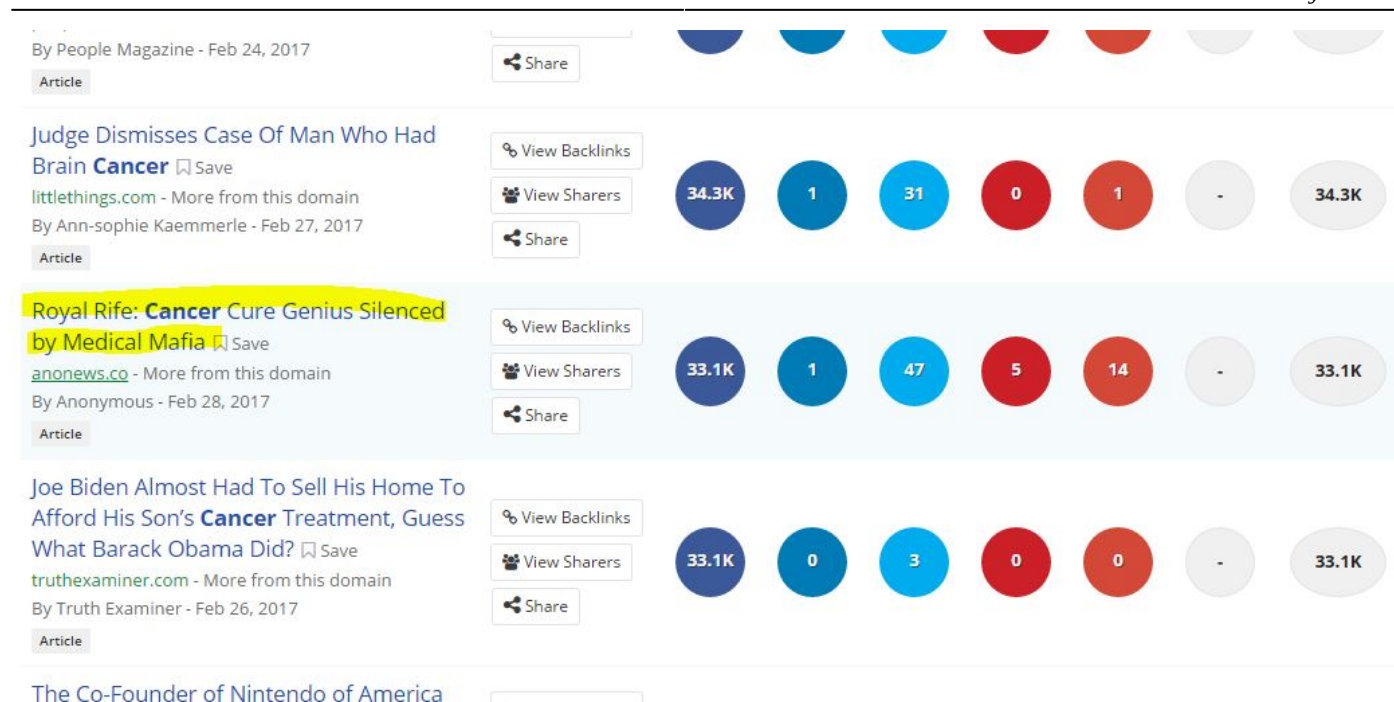 By People Magazine - Feb 24, 2017
Share
Article
Judge Dismisses Case Of Man Who Had
Brain Cancer Save
View Backlinks
littlethings.com - More from this domain
View Sharers
34.3K 1 31 0 1 - 34.3K
By Ann-sophie Kaemmerle - Feb 27, 2017
Share
Article
Royal Rife: Cancer Cure Genius Silenced
by Medical Mafia Save
View Backlinks
anonews.co - More from this domain
View Sharers
33.1K 1 47 5 14 - 33.1K
By Anonymous - Feb 28, 2017
Share
Article
Joe Biden Almost Had To Sell His Home To
Afford His Son's Cancer Treatment, Guess
What Barack Obama Did? Save
View Backlinks
truthexaminer.com - More from this domain
View Sharers
33.1K 0 3 0 0 - 33.1K
By Truth Examiner - Feb 26, 2017
Share
Article
The Co-Founder of Nintendo of America